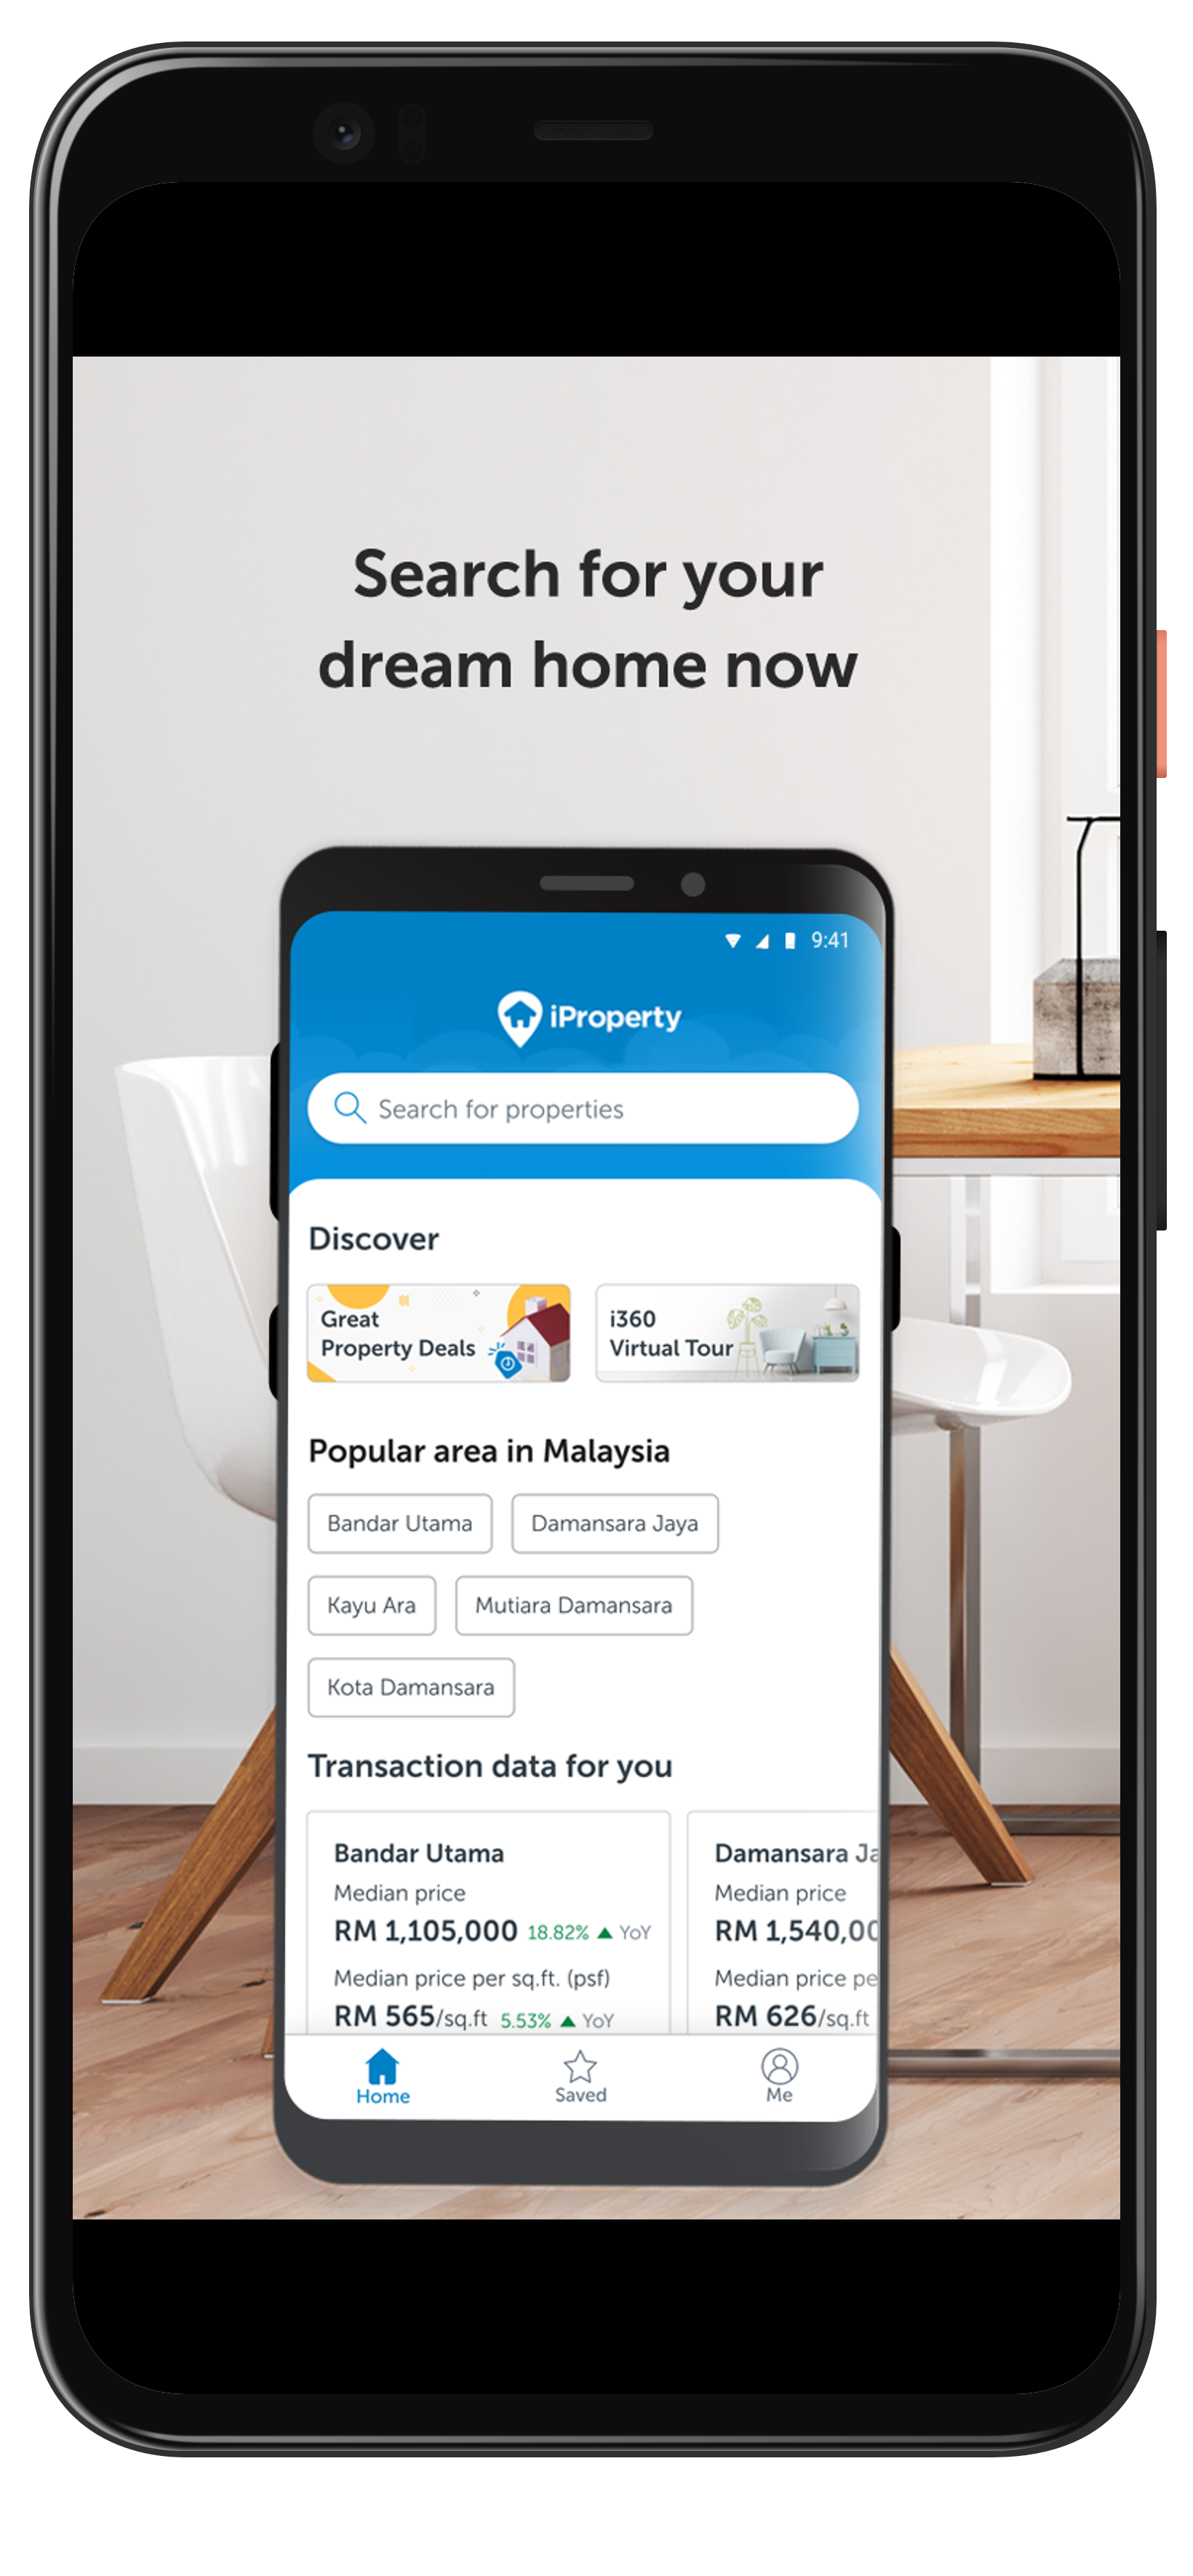 Search for your
dream home now
9:41
iProperty
Search for properties
Discover
Great
Property Deals
i360
Virtual Tour
Popular area in Malaysia
Bandar Utama
Damansara Jaya
Kayu Ara
Mutiara Damansara
Kota Damansara
Transaction data for you
Bandar Utama
Median price
RM 1,105,000 18.82% ▲ YoY
Median price per sq.ft. (psf)
RM 565/sq.ft 5.53% ▲ YoY
Damansara Ja
Median price
RM 1,540,00
Median price pe
RM 626/sq.ft
Home
Saved
Me